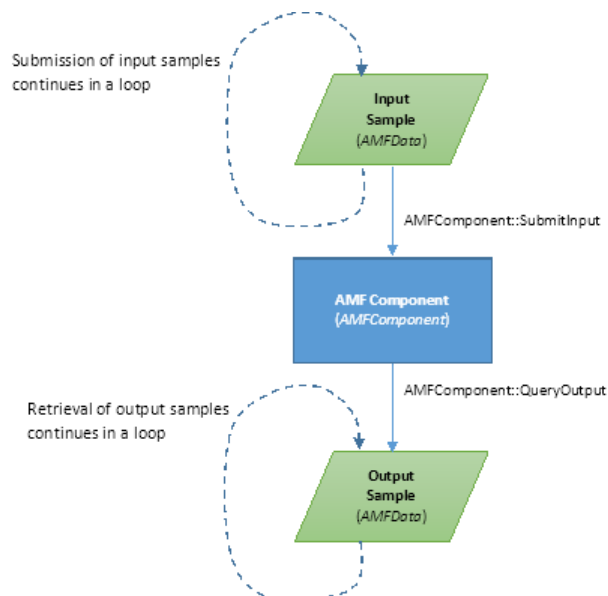 Submission of input samples
continues in a loop
Input
Sample
(AMFData)
AMFComponent::SubmitInput
AMF Component
(AMFComponent)
AMFComponent::QueryOutput
Retrieval of output samples
continues in a loop
Output
Sample
(AMFData)